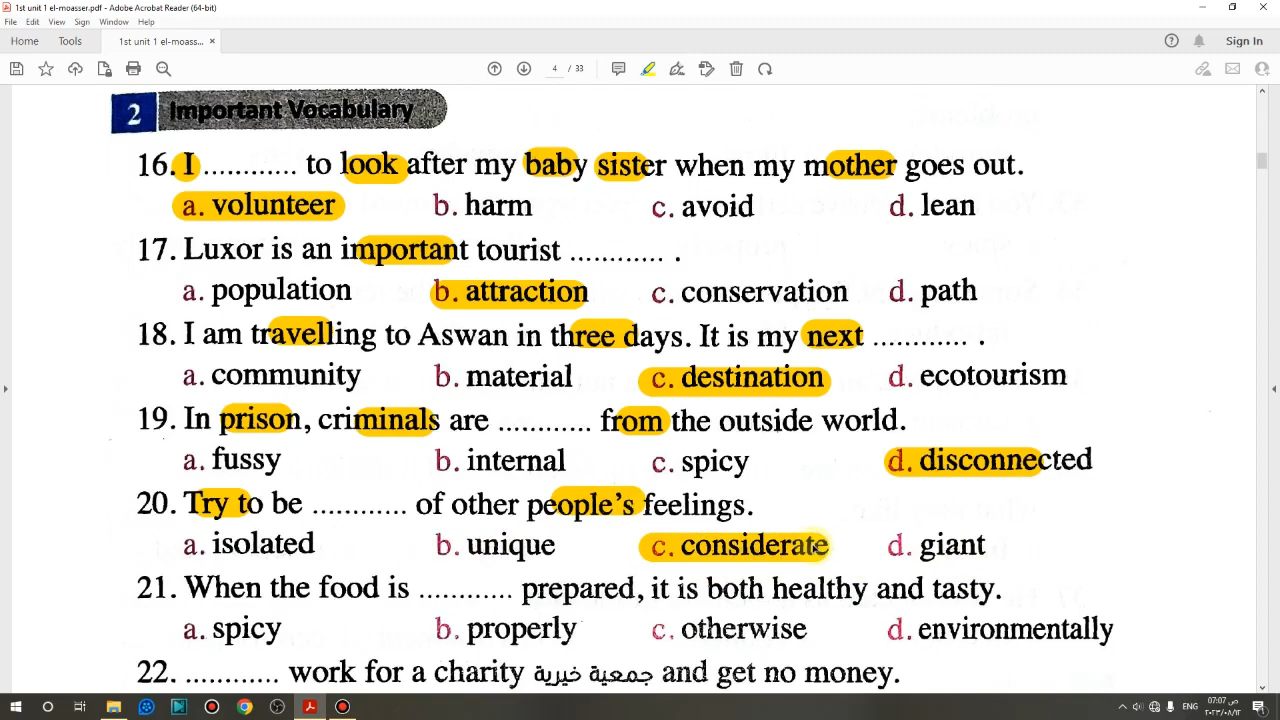 1st unit 1 el-moasser.pdf - Adobe Acrobat Reader (64-bit)
File Edit View Sign Window Help
Home Tools 1st unit 1 el-moass... × Sign In
4 / 33
2 Important Vocabulary
16. I ............ to look after my baby sister when my mother goes out.
a. volunteer b. harm c. avoid d. lean
17. Luxor is an important tourist ............ .
a. population b. attraction c. conservation d. path
18. I am travelling to Aswan in three days. It is my next ............ .
a. community b. material c. destination d. ecotourism
19. In prison, criminals are ............ from the outside world.
a. fussy b. internal c. spicy d. disconnected
20. Try to be ............ of other people's feelings.
a. isolated b. unique c. considerate d. giant
21. When the food is ............ prepared, it is both healthy and tasty.
a. spicy b. properly c. otherwise d. environmentally
22. ............ work for a charity جمعية خيرية and get no money.
ENG 07:07 ص
٢٠٢٣/٠٨/١٢